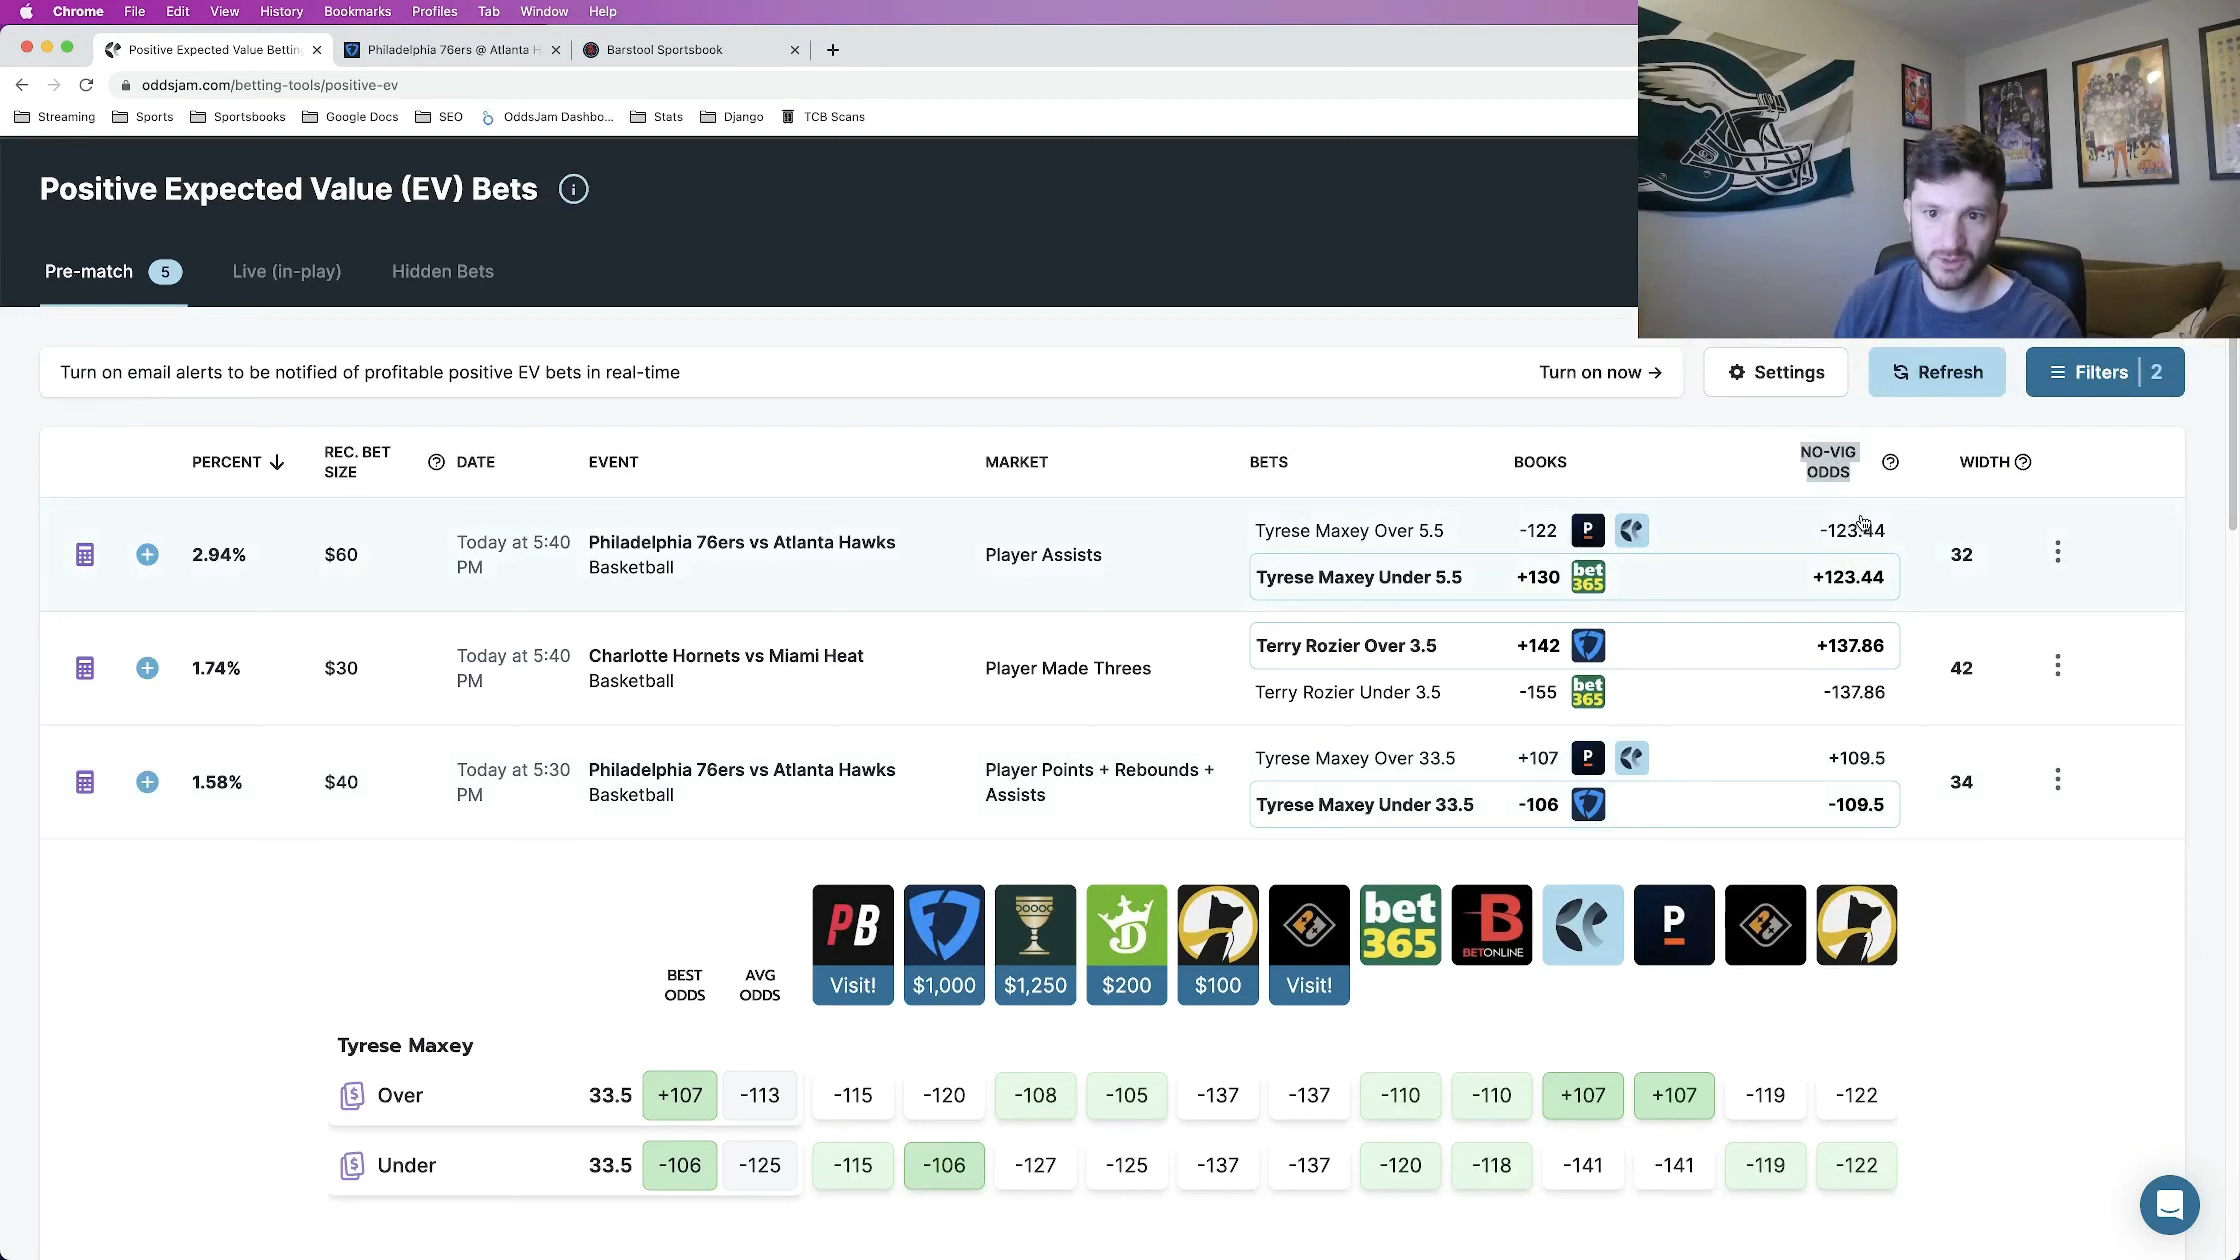 Chrome File Edit View History Bookmarks Profiles Tab Window Help
Positive Expected Value Bettin Philadelphia 76ers @ Atlanta H Barstool Sportsbook
oddsjam.com/betting-tools/positive-ev
Streaming Sports Sportsbooks Google Docs SEO OddsJam Dashbo... Stats Django TCB Scans
Positive Expected Value (EV) Bets
Pre-match 5 Live (in-play) Hidden Bets
Turn on email alerts to be notified of profitable positive EV bets in real-time Turn on now → Settings Refresh Filters 2
PERCENT REC. BET SIZE DATE EVENT MARKET BETS BOOKS NO-VIG ODDS WIDTH
2.94% $60 Today at 5:40 PM Philadelphia 76ers vs Atlanta Hawks Basketball Player Assists
Tyrese Maxey Over 5.5 -122 P -123.44
Tyrese Maxey Under 5.5 +130 bet365 +123.44
32
1.74% $30 Today at 5:40 PM Charlotte Hornets vs Miami Heat Basketball Player Made Threes
Terry Rozier Over 3.5 +142 +137.86
Terry Rozier Under 3.5 -155 bet365 -137.86
42
1.58% $40 Today at 5:30 PM Philadelphia 76ers vs Atlanta Hawks Basketball Player Points + Rebounds + Assists
Tyrese Maxey Over 33.5 +107 P +109.5
Tyrese Maxey Under 33.5 -106 -109.5
34
PB bet365 B BETONLINE P
BEST ODDS AVG ODDS Visit! $1,000 $1,250 $200 $100 Visit!
Tyrese Maxey
Over 33.5 +107 -113 -115 -120 -108 -105 -137 -137 -110 -110 +107 +107 -119 -122
Under 33.5 -106 -125 -115 -106 -127 -125 -137 -137 -120 -118 -141 -141 -119 -122